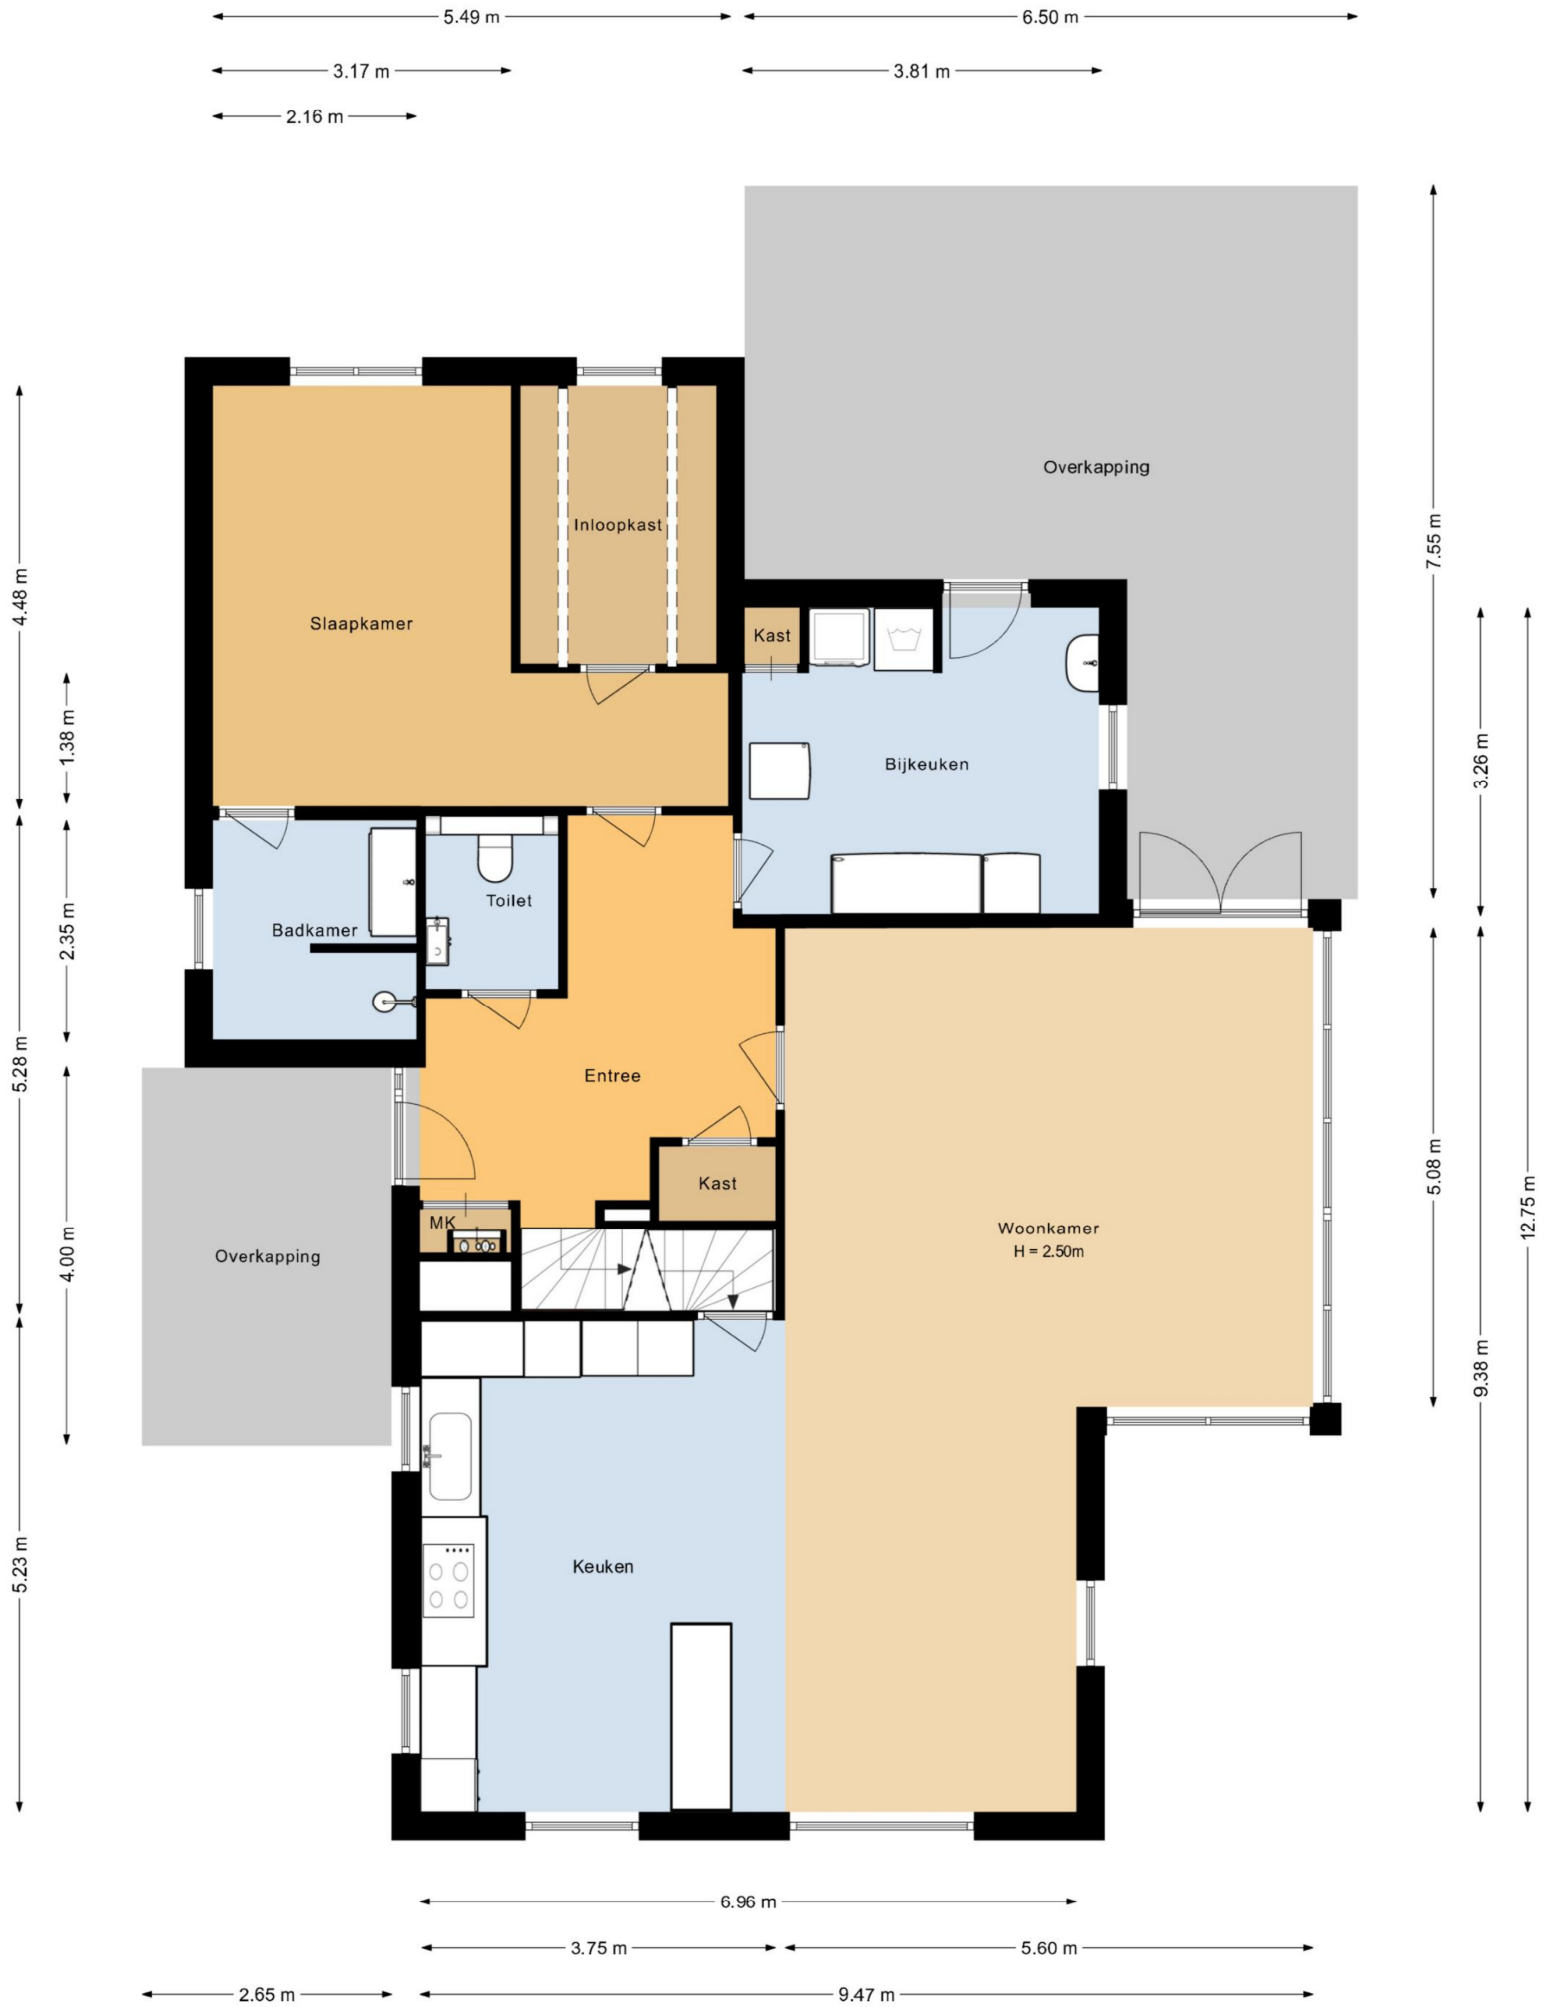 5.49 m
6.50 m
3.17 m
3.81 m
2.16 m
Overkapping
Inloopkast
7.55 m
4.48 m
Slaapkamer
Kast
1.38 m
Bijkeuken
3.26 m
Toilet
Badkamer
2.35 m
5.28 m
Entree
Kast
5.08 m
12.75 m
MK
Woonkamer
H = 2.50m
4.00 m
Overkapping
9.38 m
5.23 m
Keuken
6.96 m
3.75 m
5.60 m
2.65 m
9.47 m